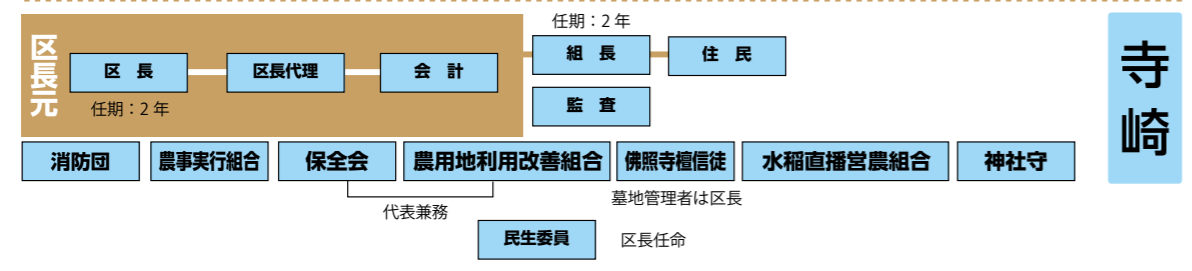 寺崎
区長元
区長
区長代理
会計
任期：2年
任期：2年
組長
住民
監査
消防団
農事実行組合
保全会
農用地利用改善組合
佛照寺檀信徒
水稲直播営農組合
神社守
代表兼務
墓地管理者は区長
民生委員
区長任命